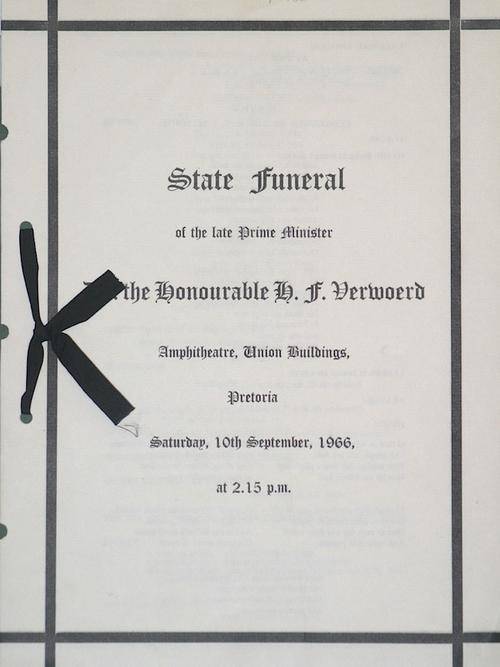 State Funeral
of the late Prime Minister
the Honourable H. F. Verwoerd
Amphitheatre, Union Buildings,
Pretoria
Saturday, 10th September, 1966,
at 2.15 p.m.